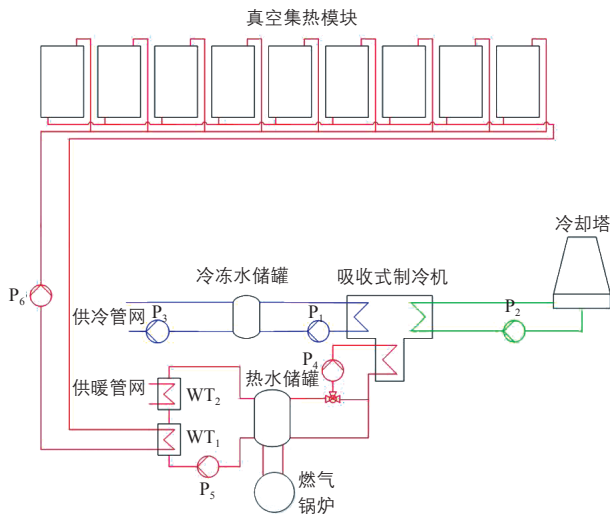 真空集热模块
冷却塔
冷冻水储罐
吸收式制冷机
P₆
供冷管网
P₃
P₁
P₂
P₄
热水储罐
供暖管网
WT₂
WT₁
P₅
燃气
锅炉